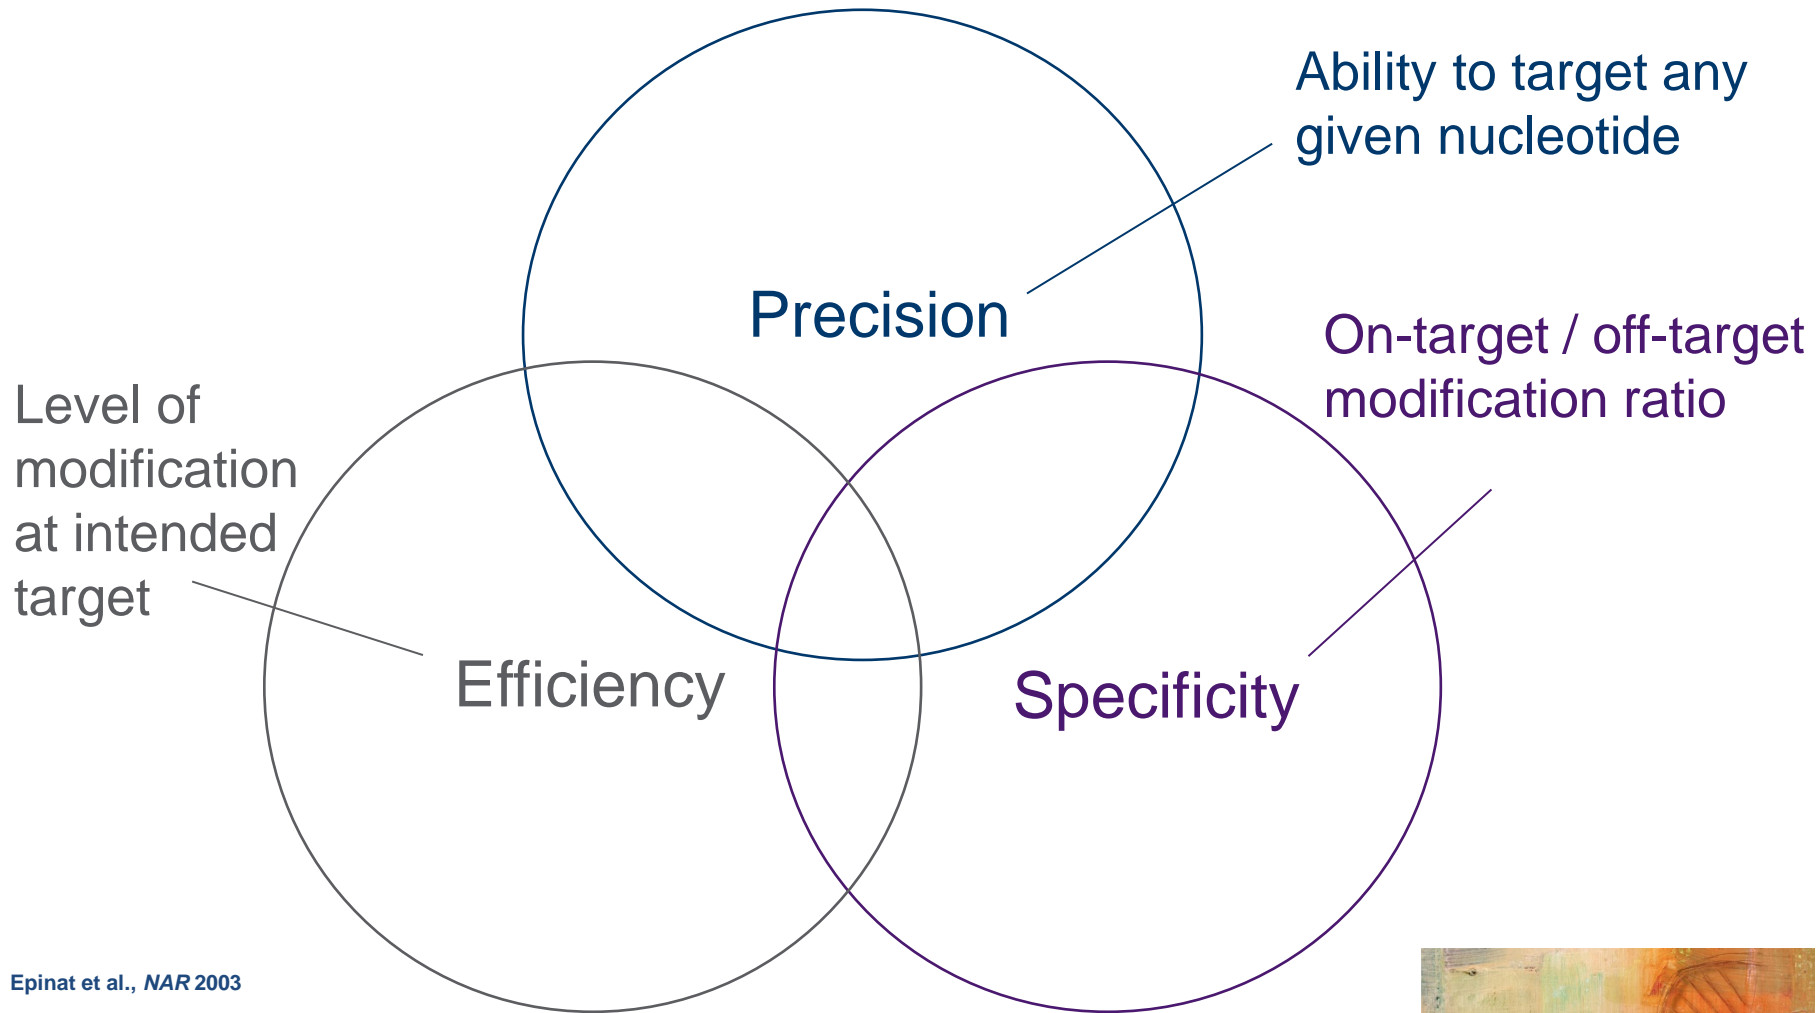 Ability to target any
given nucleotide
Precision
On-target / off-target
modification ratio
Level of
modification
at intended
target
Efficiency
Specificity
Epinat et al., NAR 2003